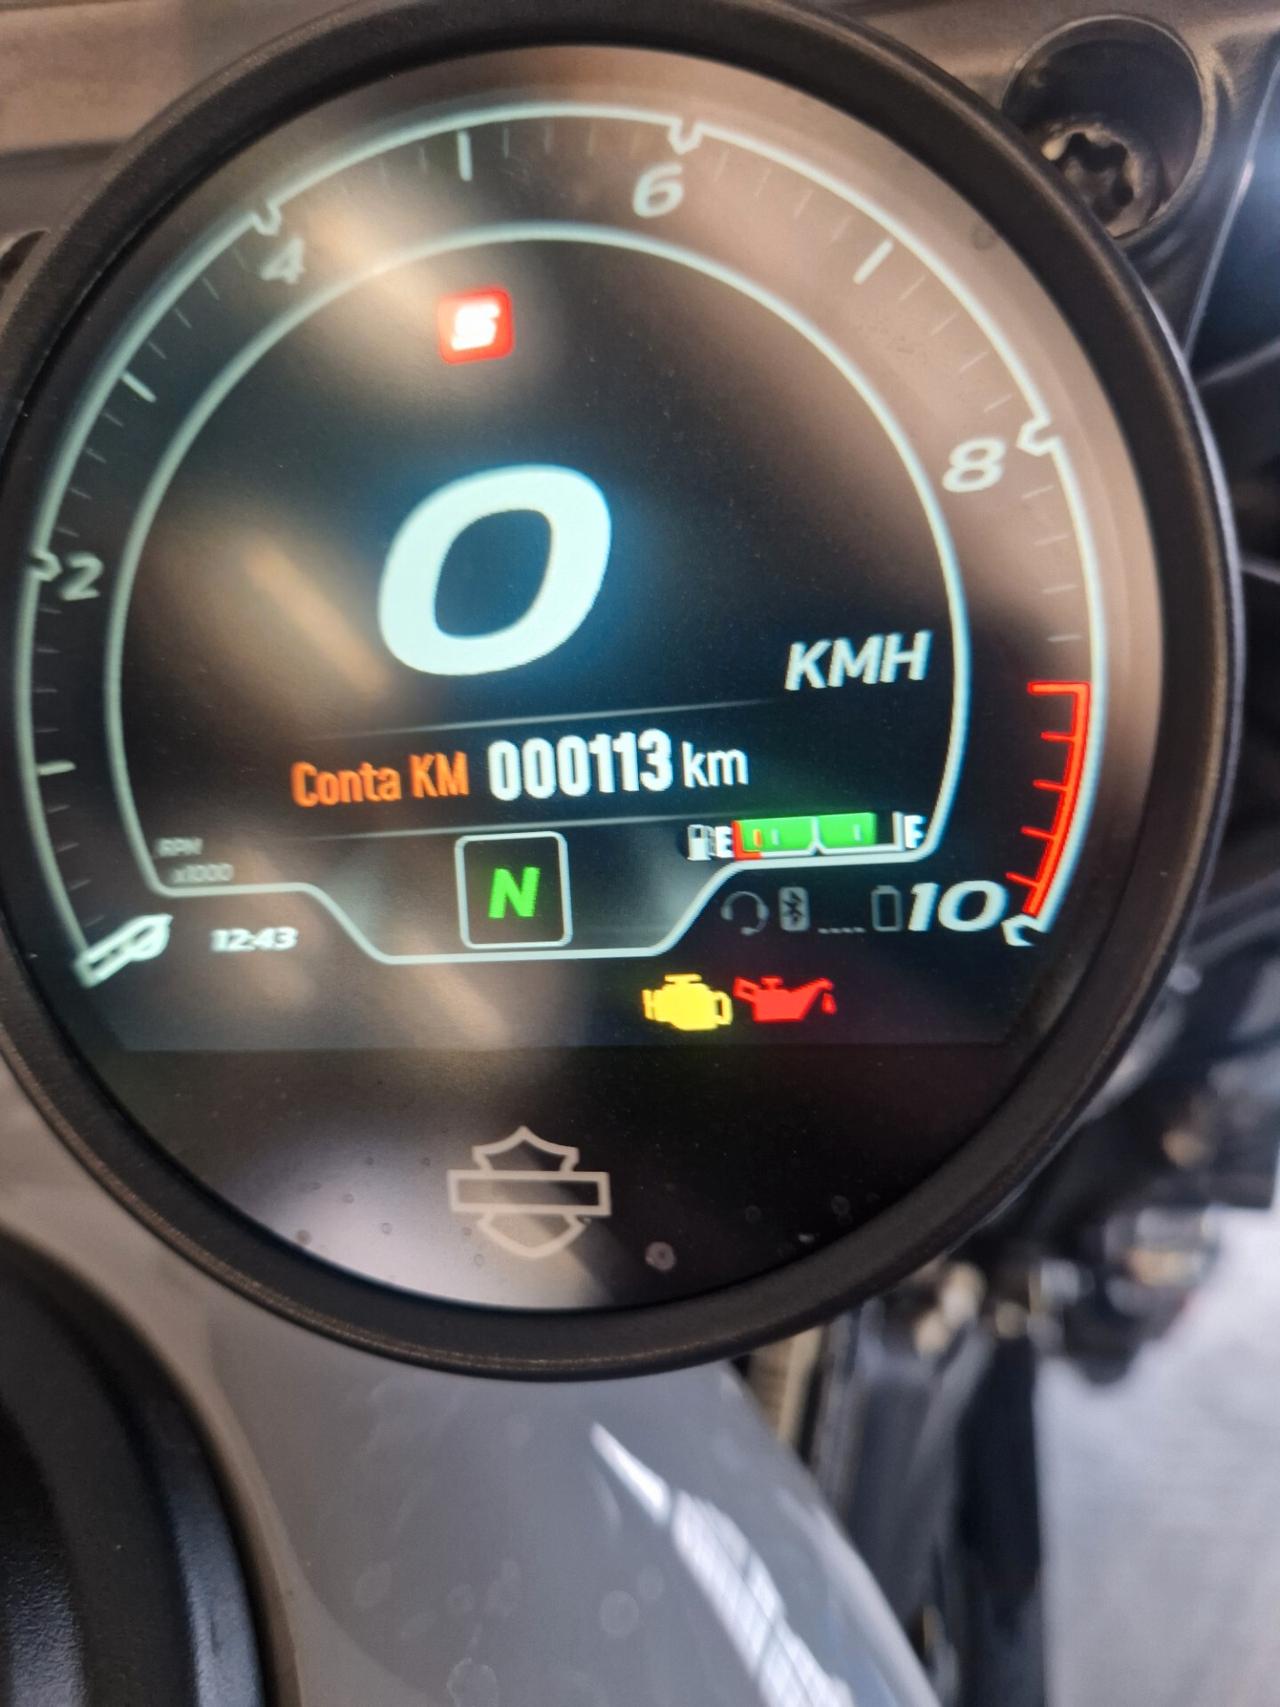 6
4
S
8
2
0
KMH
Conta KM 000113 km
E F
RPM
x1000
N
10
12:43